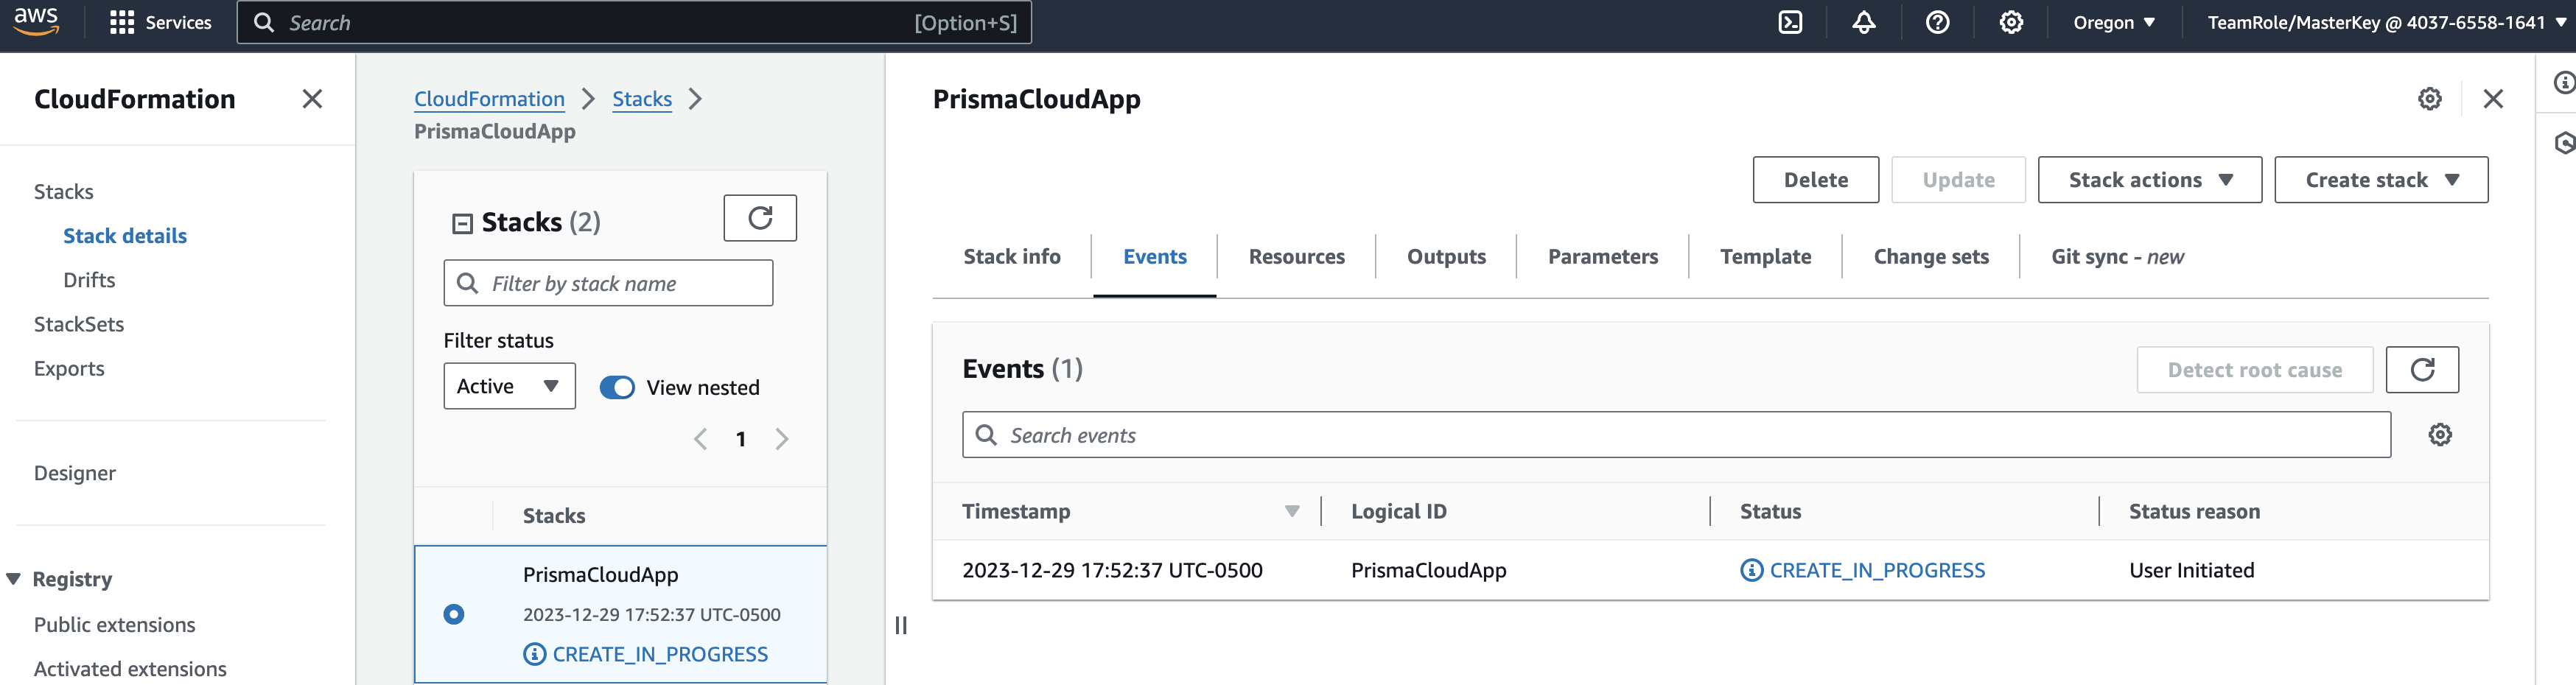 aws
Services
Search
[Option+S]
Oregon
TeamRole/MasterKey @ 4037-6558-1641
CloudFormation
Stacks
Stack details
Drifts
StackSets
Exports
Designer
Registry
Public extensions
Activated extensions
CloudFormation
Stacks
PrismaCloudApp
Stacks (2)
Filter by stack name
Filter status
Active
View nested
1
Stacks
PrismaCloudApp
2023-12-29 17:52:37 UTC-0500
CREATE_IN_PROGRESS
PrismaCloudApp
Delete
Update
Stack actions
Create stack
Stack info
Events
Resources
Outputs
Parameters
Template
Change sets
Git sync - new
Events (1)
Detect root cause
Search events
Timestamp
Logical ID
Status
Status reason
2023-12-29 17:52:37 UTC-0500
PrismaCloudApp
CREATE_IN_PROGRESS
User Initiated